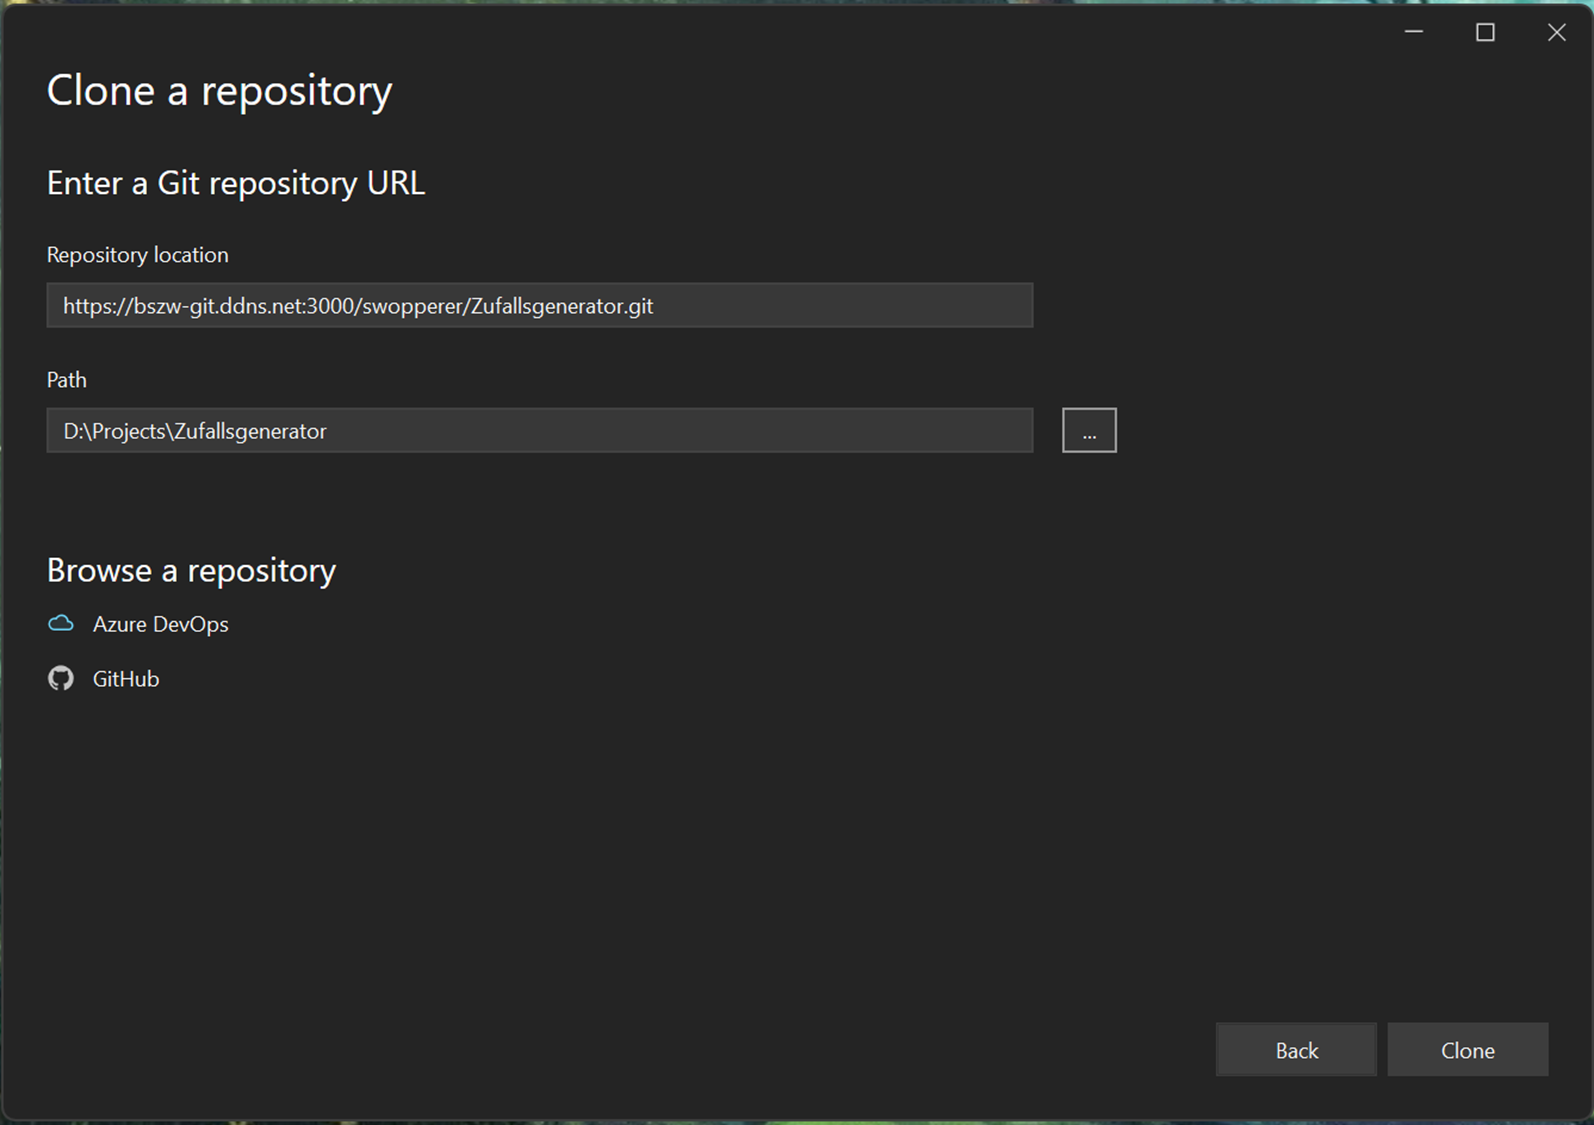 Clone a repository
Enter a Git repository URL
Repository location
https://bszw-git.ddns.net:3000/swopperer/Zufallsgenerator.git
Path
D:\Projects\Zufallsgenerator
...
Browse a repository
Azure DevOps
GitHub
Back
Clone